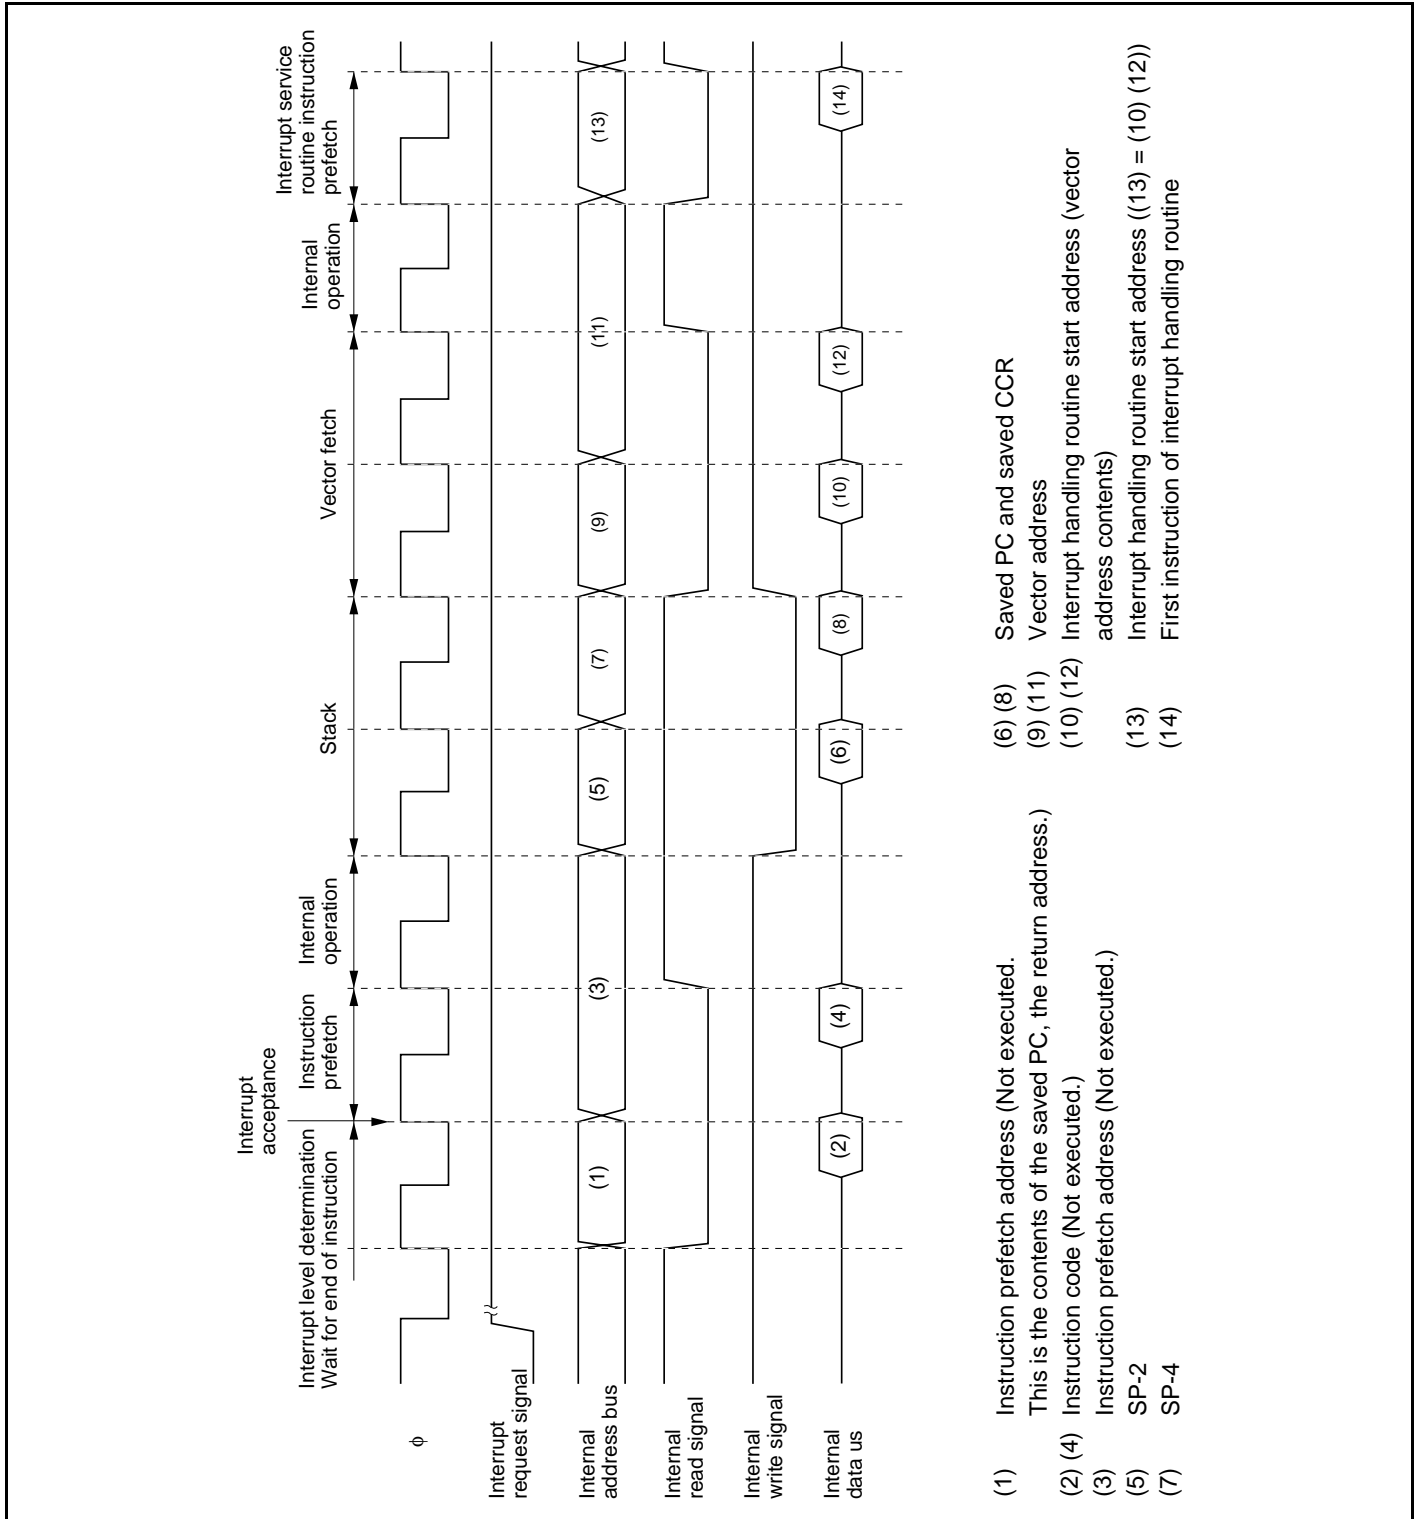 Interrupt
acceptance
Interrupt level determination
Wait for end of instruction
Instruction
prefetch
Internal
operation
Stack
Vector fetch
Internal
operation
Interrupt service
routine instruction
prefetch
φ
Interrupt
request signal
Internal
address bus
(1)
(3)
(5)
(7)
(9)
(11)
(13)
Internal
read signal
Internal
write signal
Internal
data us
(2)
(4)
(6)
(8)
(10)
(12)
(14)
(1) Instruction prefetch address (Not executed.
This is the contents of the saved PC, the return address.)
(2) (4) Instruction code (Not executed.)
(3) Instruction prefetch address (Not executed.)
(5) SP-2
(7) SP-4
(6) (8) Saved PC and saved CCR
(9) (11) Vector address
(10) (12) Interrupt handling routine start address (vector
address contents)
(13) Interrupt handling routine start address ((13) = (10) (12))
(14) First instruction of interrupt handling routine